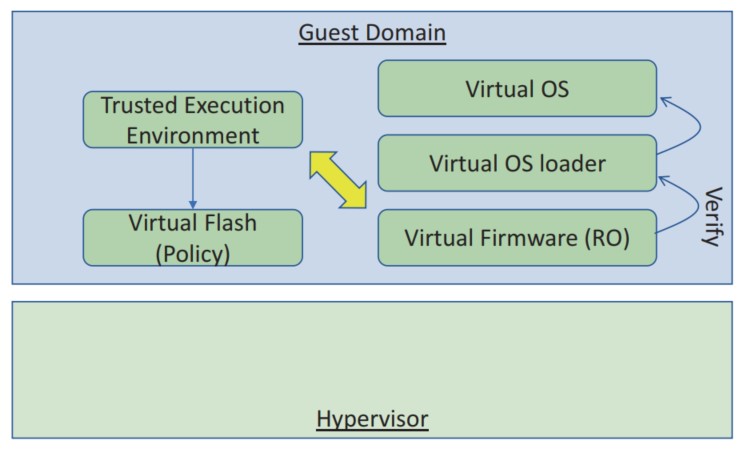 Guest Domain
Trusted Execution
Environment
Virtual Flash
(Policy)
Virtual OS
Virtual OS loader
Virtual Firmware (RO)
Verify
Hypervisor